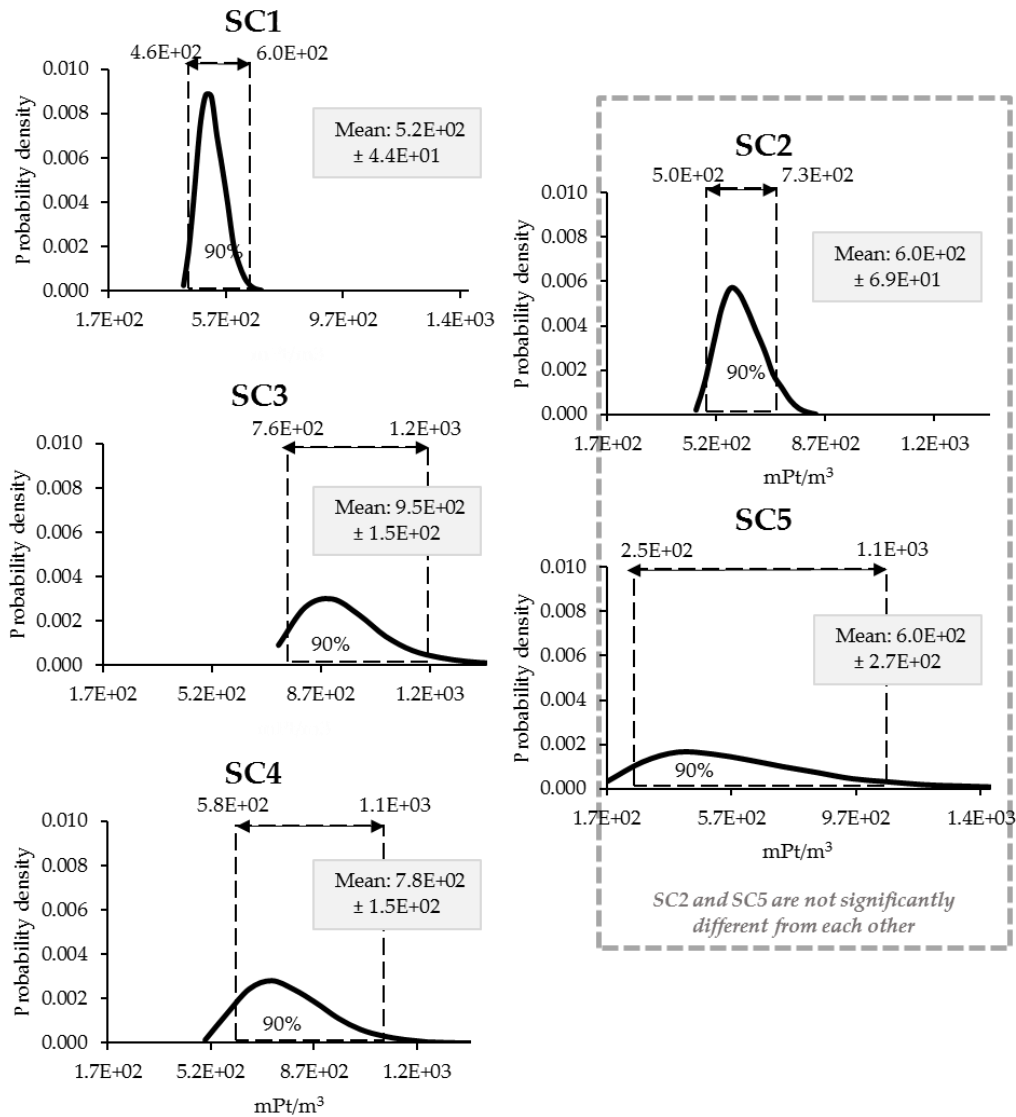 SC1
4.6E+02 6.0E+02
Probability density
0.010
0.008
0.006
0.004
0.002
0.000
Mean: 5.2E+02
± 4.4E+01
90%
1.7E+02 5.7E+02 9.7E+02 1.4E+03
SC2
5.0E+02 7.3E+02
Probability density
0.010
0.008
0.006
0.004
0.002
0.000
Mean: 6.0E+02
± 6.9E+01
90%
1.7E+02 5.2E+02 8.7E+02 1.2E+03
mPt/m³
SC3
7.6E+02 1.2E+03
Probability density
0.010
0.008
0.006
0.004
0.002
0.000
Mean: 9.5E+02
± 1.5E+02
90%
1.7E+02 5.2E+02 8.7E+02 1.2E+03
SC5
2.5E+02 1.1E+03
Probability density
0.010
0.008
0.006
0.004
0.002
0.000
Mean: 6.0E+02
± 2.7E+02
90%
1.7E+02 5.7E+02 9.7E+02 1.4E+03
mPt/m³
SC2 and SC5 are not significantly
different from each other
SC4
5.8E+02 1.1E+03
Probability density
0.010
0.008
0.006
0.004
0.002
0.000
Mean: 7.8E+02
± 1.5E+02
90%
1.7E+02 5.2E+02 8.7E+02 1.2E+03
mPt/m³